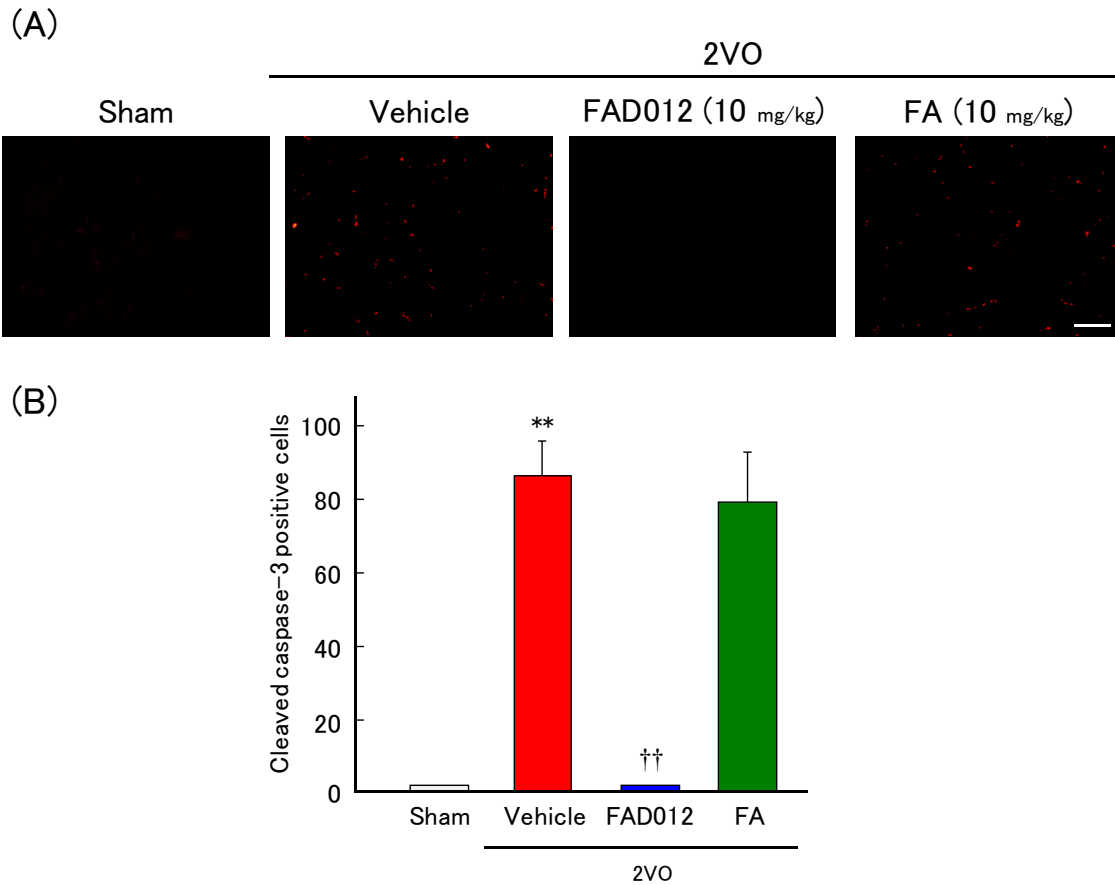 (A)
2VO
Sham Vehicle FAD012 (10 mg/kg) FA (10 mg/kg)
(B)
Cleaved caspase-3 positive cells
100
80
60
40
20
0
**
††
Sham Vehicle FAD012 FA
2VO